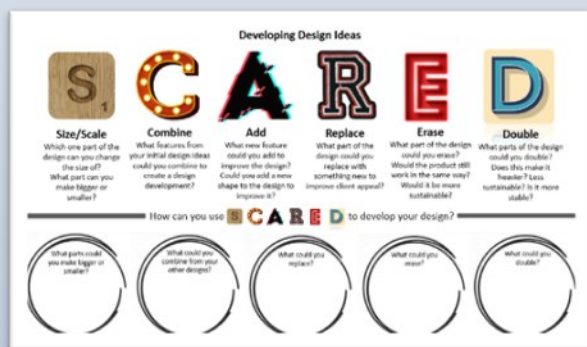 Developing Design Ideas
S C A R E D
1
Size/Scale
Which one part of the
design can you change
the size of?
What part can you
make bigger or
smaller?
Combine
What features from
your initial design ideas
could you combine to
create a design
development?
Add
What new feature
could you add to
improve the design?
Could you add a new
shape to the design to
improve it?
Replace
What part of the
design could you
replace with
something new to
improve client appeal?
Erase
What part of the design
could you erase?
Would the product still
work in the same way?
Would it be more
sustainable?
Double
What parts of the design
could you double?
Does this make it
heavier? Less
sustainable? Is it more
stable?
How can you use S C A R E D to develop your design?
What parts could
you make bigger or
smaller?
What could you
combine from your
other designs?
What could you
replace?
What could you
erase?
What could you
double?